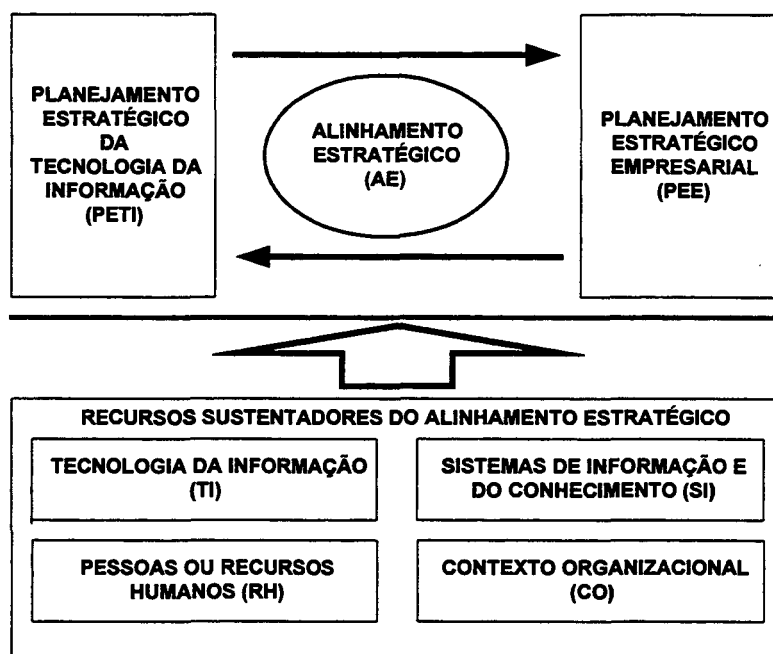 PLANEJAMENTO
ESTRATÉGICO
DA
TECNOLOGIA DA
INFORMAÇÃO
(PETI)
ALINHAMENTO
ESTRATÉGICO
(AE)
PLANEJAMENTO
ESTRATÉGICO
EMPRESARIAL
(PEE)
RECURSOS SUSTENTADORES DO ALINHAMENTO ESTRATÉGICO
TECNOLOGIA DA INFORMAÇÃO
(TI)
SISTEMAS DE INFORMAÇÃO E
DO CONHECIMENTO (SI)
PESSOAS OU RECURSOS
HUMANOS (RH)
CONTEXTO ORGANIZACIONAL
(CO)